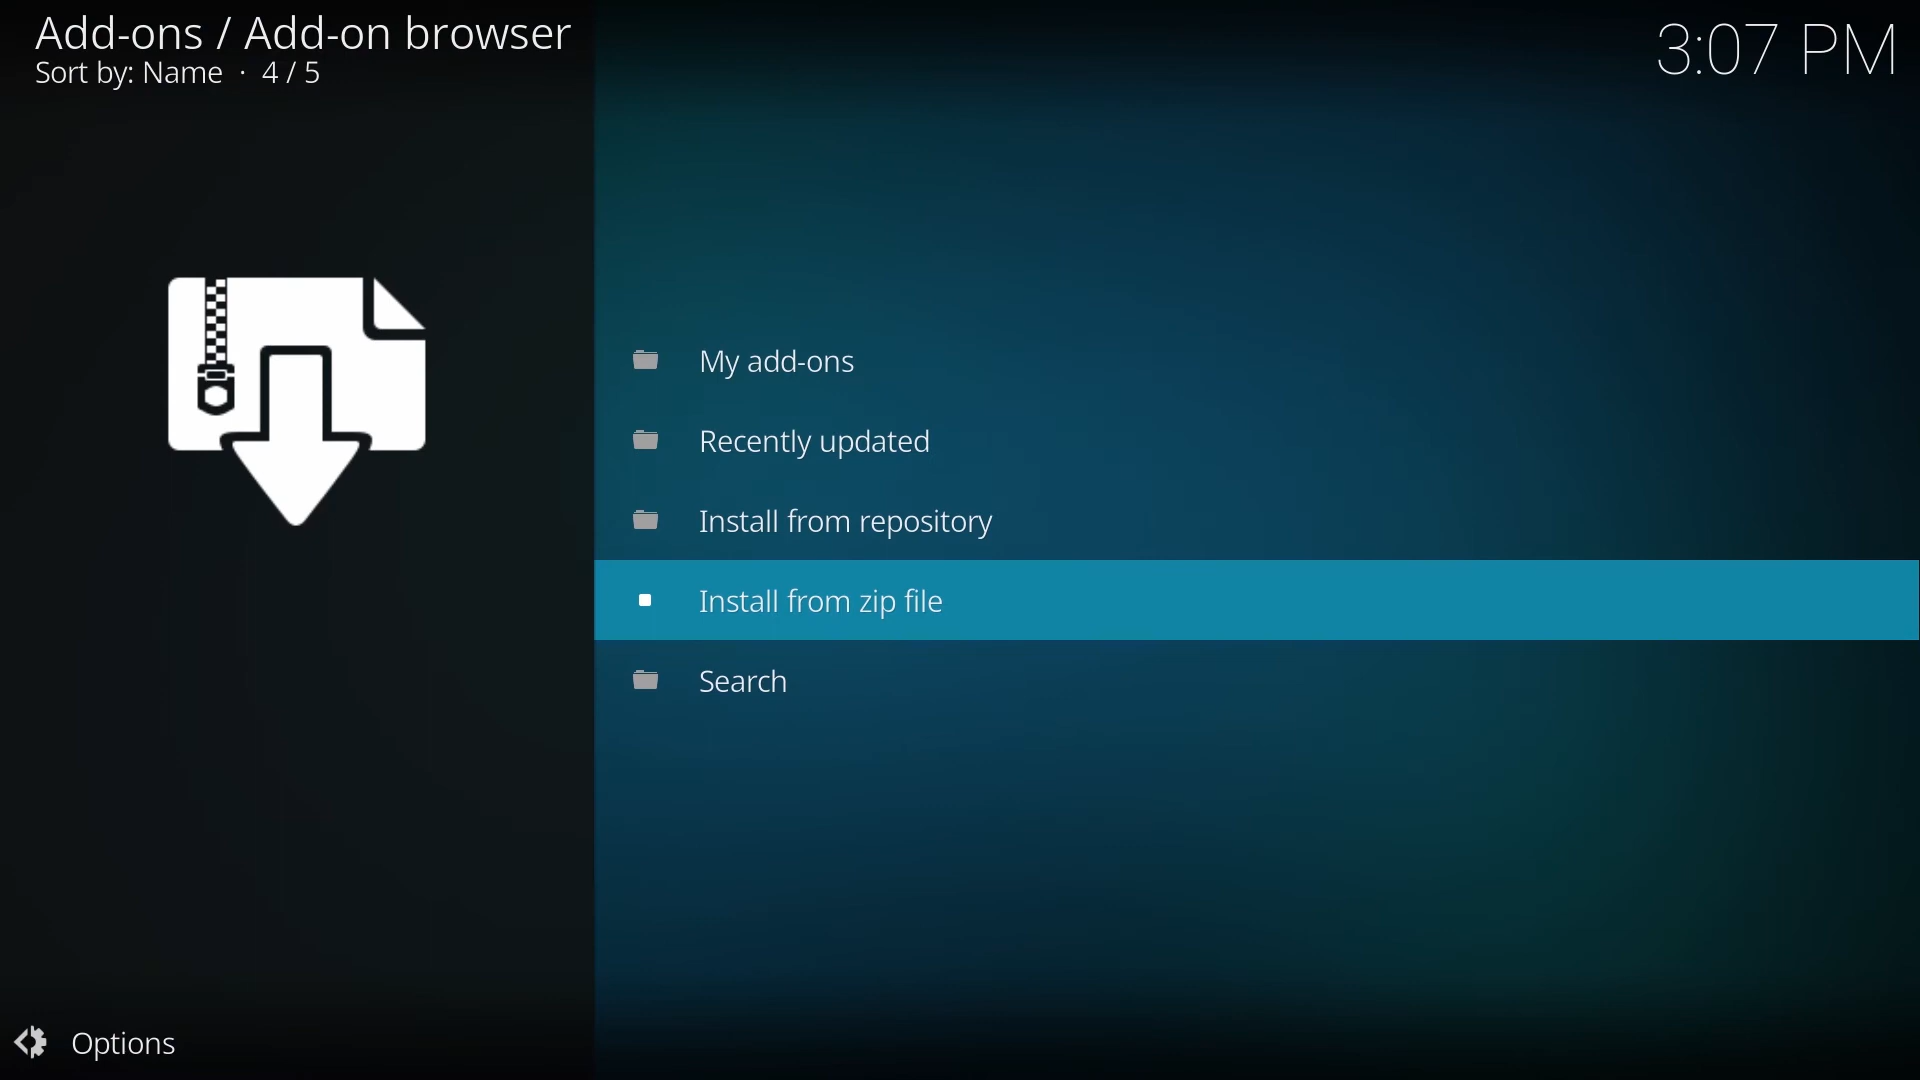 Add-ons / Add-on browser
Sort by: Name · 4 / 5
3:07 PM
My add-ons
Recently updated
Install from repository
Install from zip file
Search
Options